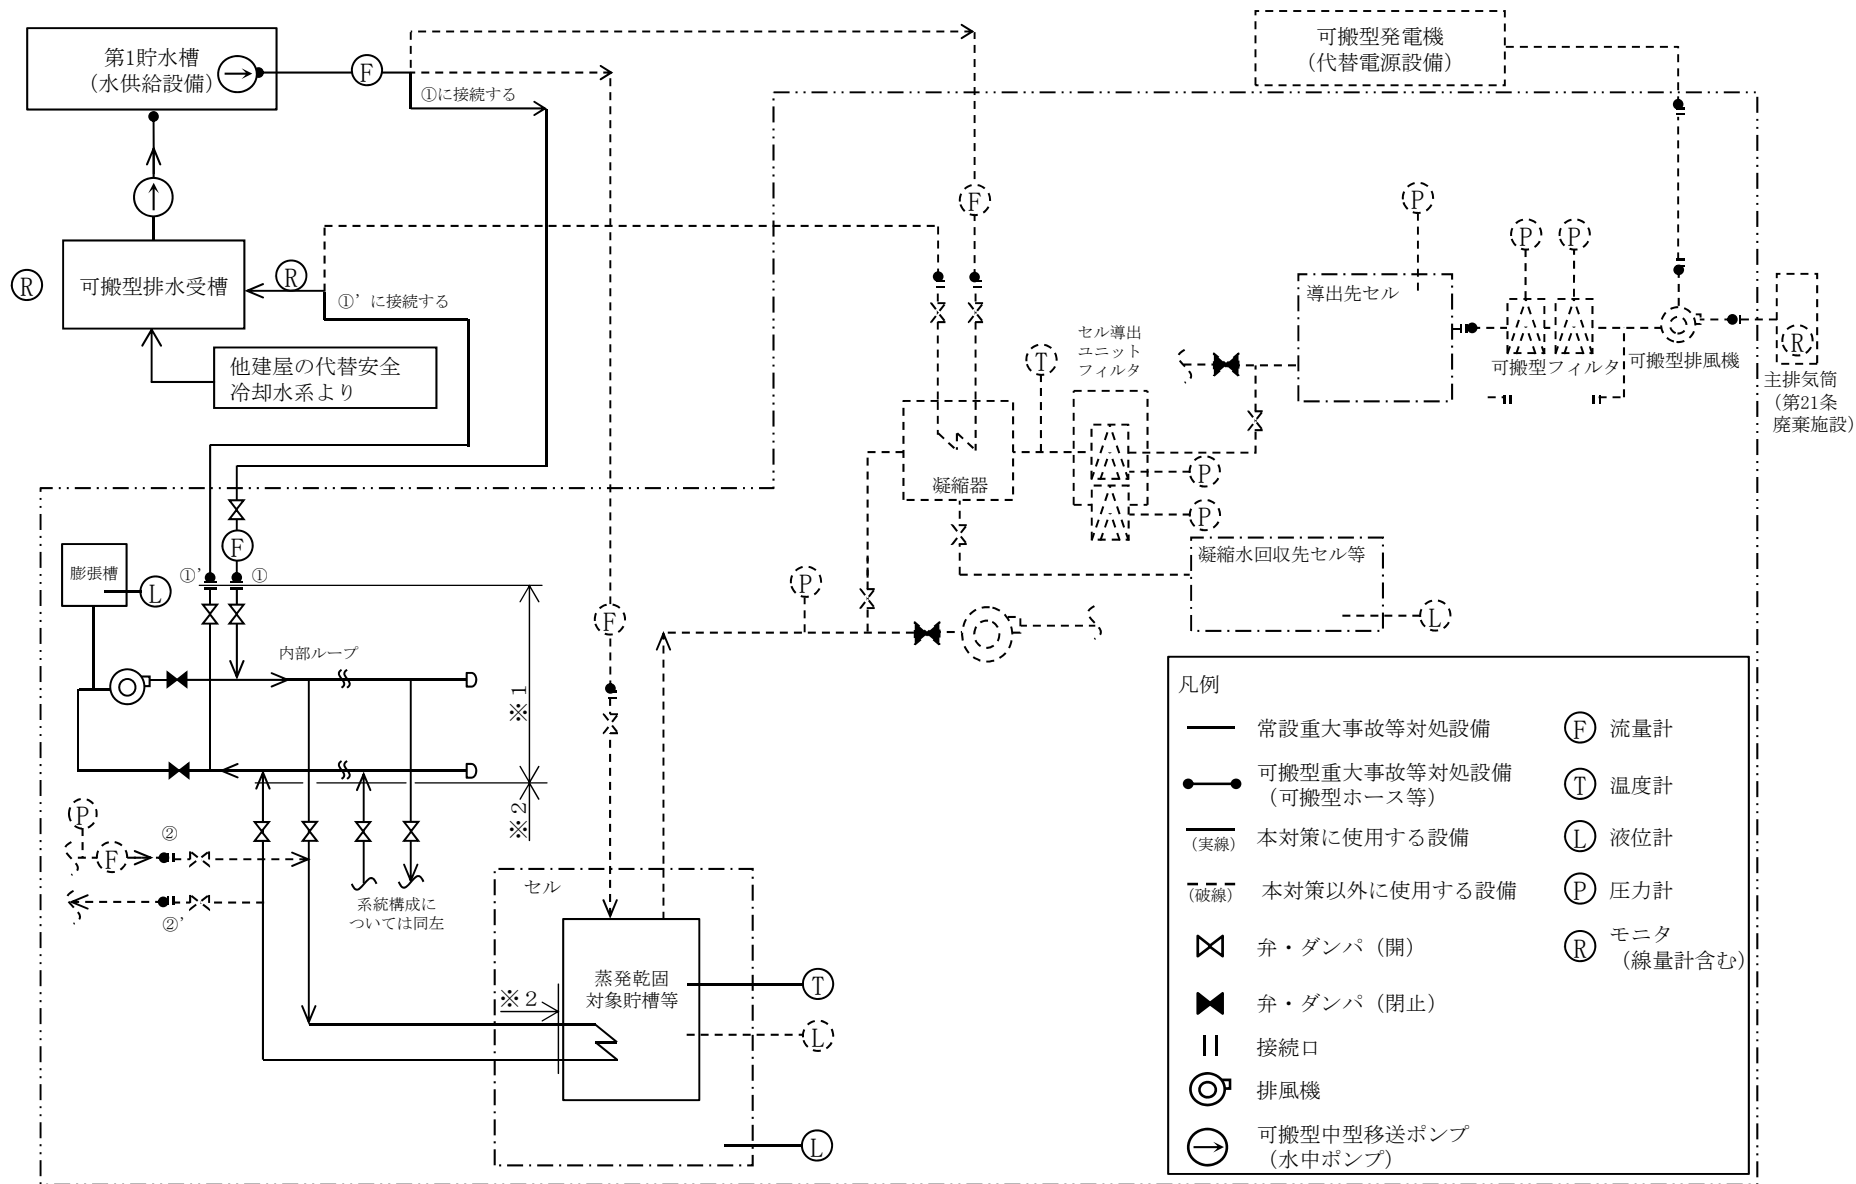 第1貯水槽
(水供給設備)
F
①に接続する
可搬型発電機
(代替電源設備)
F
P
P
P
R
可搬型排水受槽
R
①’に接続する
導出先セル
セル導出
ユニット
フィルタ
T
可搬型フィルタ
可搬型排風機
R
主排気筒
(第21条
廃棄施設)
他建屋の代替安全
冷却水系より
凝縮器
P
P
凝縮水回収先セル等
L
F
膨張槽
L
①’
①
P
F
内部ループ
※1
※2
P
F
②
②’
系統構成に
ついては同左
セル
蒸発乾固
対象貯槽等
※2
T
L
L
凡例
常設重大事故等対処設備
可搬型重大事故等対処設備
(可搬型ホース等)
(実線)
本対策に使用する設備
(破線)
本対策以外に使用する設備
弁・ダンパ(開)
弁・ダンパ(閉止)
接続口
排風機
可搬型中型移送ポンプ
(水中ポンプ)
F 流量計
T 温度計
L 液位計
P 圧力計
R モニタ
(線量計含む)